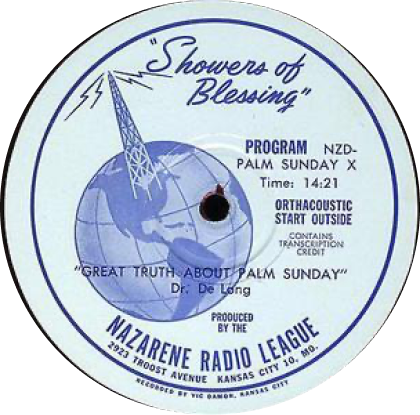 "Showers of
Blessing"
PROGRAM NZD-
PALM SUNDAY X
Time: 14:21
ORTHACOUSTIC
START OUTSIDE
CONTAINS
TRANSCRIPTION
CREDIT
"GREAT TRUTH ABOUT PALM SUNDAY"
Dr. De Long
PRODUCED
BY THE
NAZARENE RADIO LEAGUE
2923 TROOST AVENUE KANSAS CITY 10, MO.
RECORDED BY VIC DAMON, KANSAS CITY